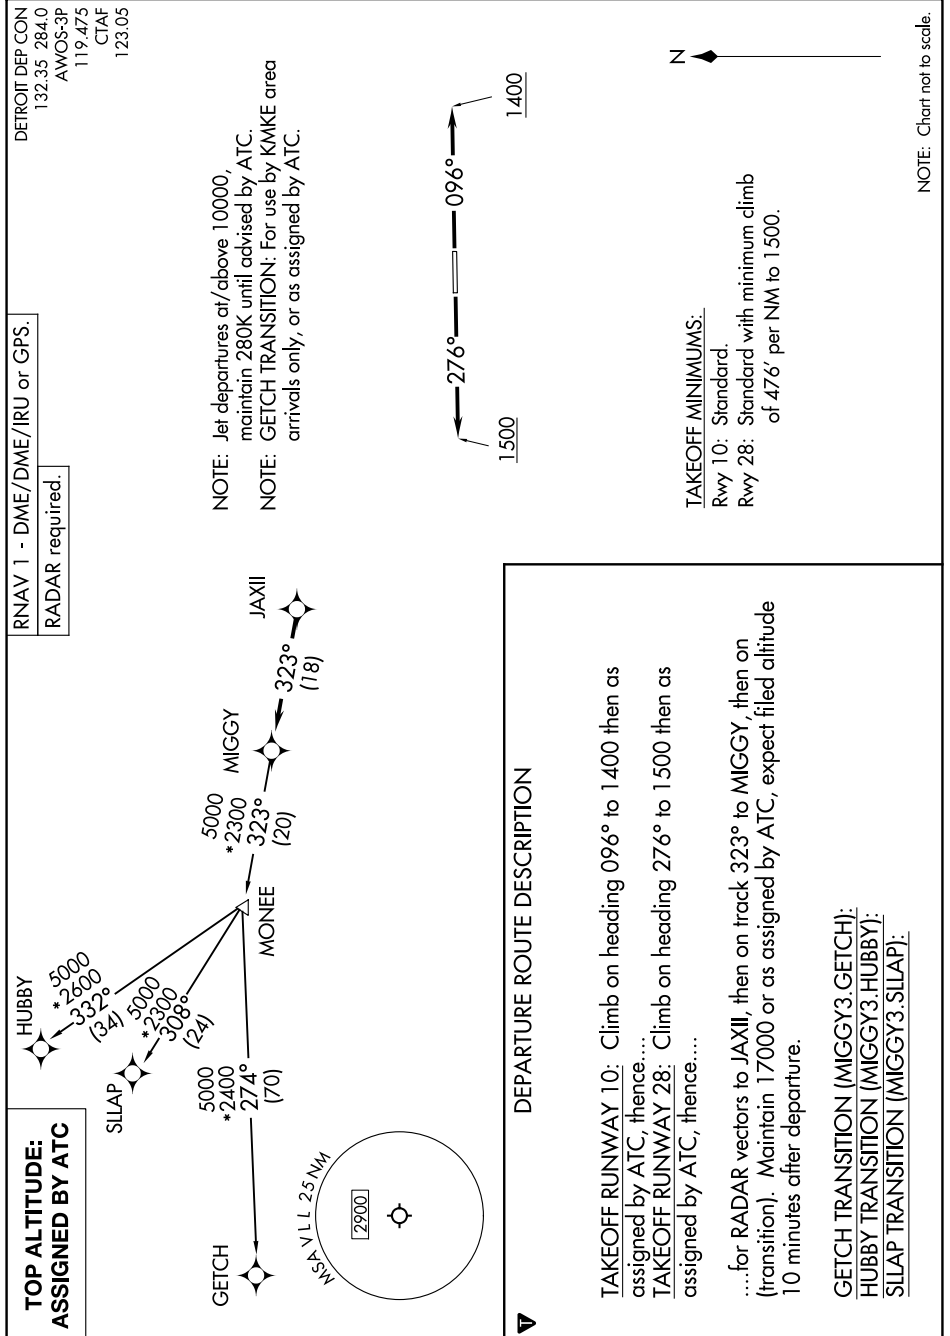 TOP ALTITUDE:
ASSIGNED BY ATC
RNAV 1 - DME/DME/IRU or GPS.
RADAR required.
DETROIT DEP CON
132.35 284.0
AWOS-3P
119.475
CTAF
123.05
HUBBY
5000
*2600
332°
(34)
SLLAP
5000
*2300
308°
(24)
GETCH
5000
*2400
274°
(70)
MONEE
5000
*2300
323°
(20)
MIGGY
323°
(18)
JAXII
MSA VLL 25 NM
2900
NOTE: Jet departures at/above 10000,
maintain 280K until advised by ATC.
NOTE: GETCH TRANSITION: For use by KMKE area
arrivals only, or as assigned by ATC.
1500
276°
096°
1400
N
TAKEOFF MINIMUMS:
Rwy 10: Standard.
Rwy 28: Standard with minimum climb
of 476' per NM to 1500.
NOTE: Chart not to scale.
T
DEPARTURE ROUTE DESCRIPTION
TAKEOFF RUNWAY 10: Climb on heading 096° to 1400 then as
assigned by ATC, thence....
TAKEOFF RUNWAY 28: Climb on heading 276° to 1500 then as
assigned by ATC, thence....
....for RADAR vectors to JAXII, then on track 323° to MIGGY, then on
(transition). Maintain 17000 or as assigned by ATC, expect filed altitude
10 minutes after departure.
GETCH TRANSITION (MIGGY3.GETCH):
HUBBY TRANSITION (MIGGY3.HUBBY):
SLLAP TRANSITION (MIGGY3.SLLAP):